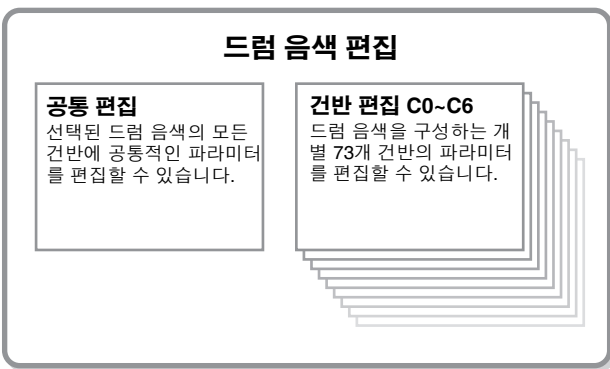 드럼 음색 편집
공통 편집
선택된 드럼 음색의 모든
건반에 공통적인 파라미터
를 편집할 수 있습니다.
건반 편집 C0~C6
드럼 음색을 구성하는 개
별 73개 건반의 파라미터
를 편집할 수 있습니다.